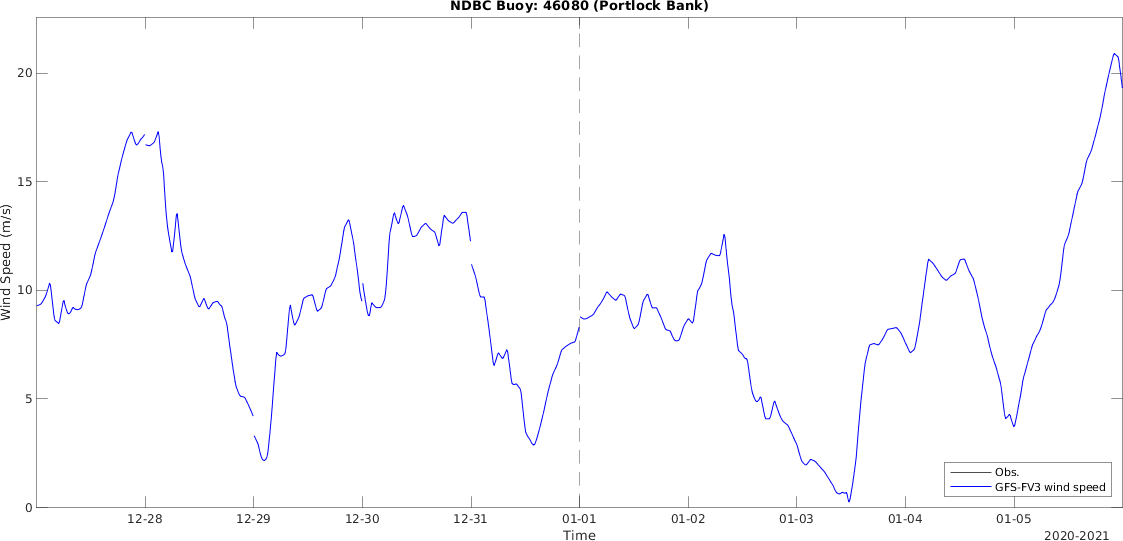 NDBC Buoy: 46080 (Portlock Bank)
20
15
10
5
0
Wind Speed (m/s)
12-28 12-29 12-30 12-31 01-01 01-02 01-03 01-04 01-05
Time
2020-2021
Obs.
GFS-FV3 wind speed